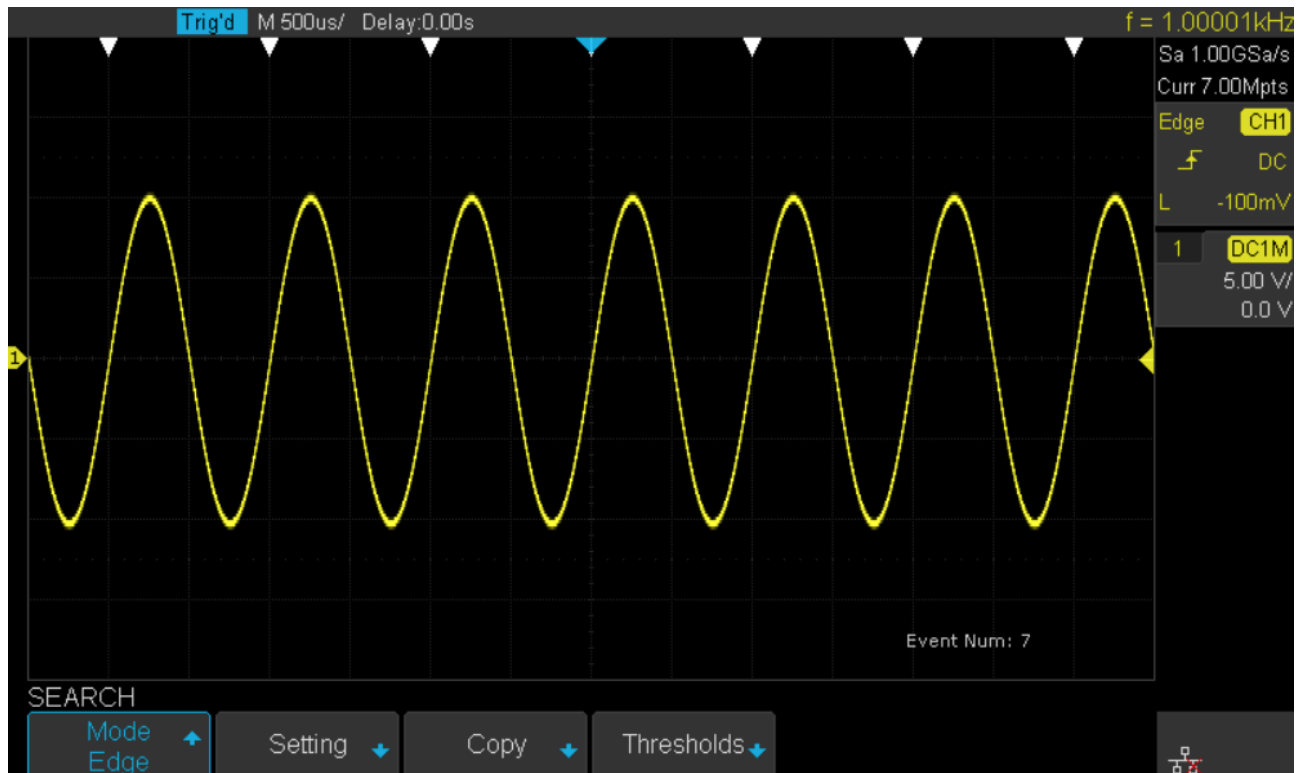 Trig'd M 500us/ Delay:0.00s f = 1.00001kHz
Sa 1.00GSa/s
Curr 7.00Mpts
Edge CH1
DC
L -100mV
1 DC1M
5.00 V/
0.0 V
1
Event Num: 7
SEARCH
Mode
Edge
Setting
Copy
Thresholds